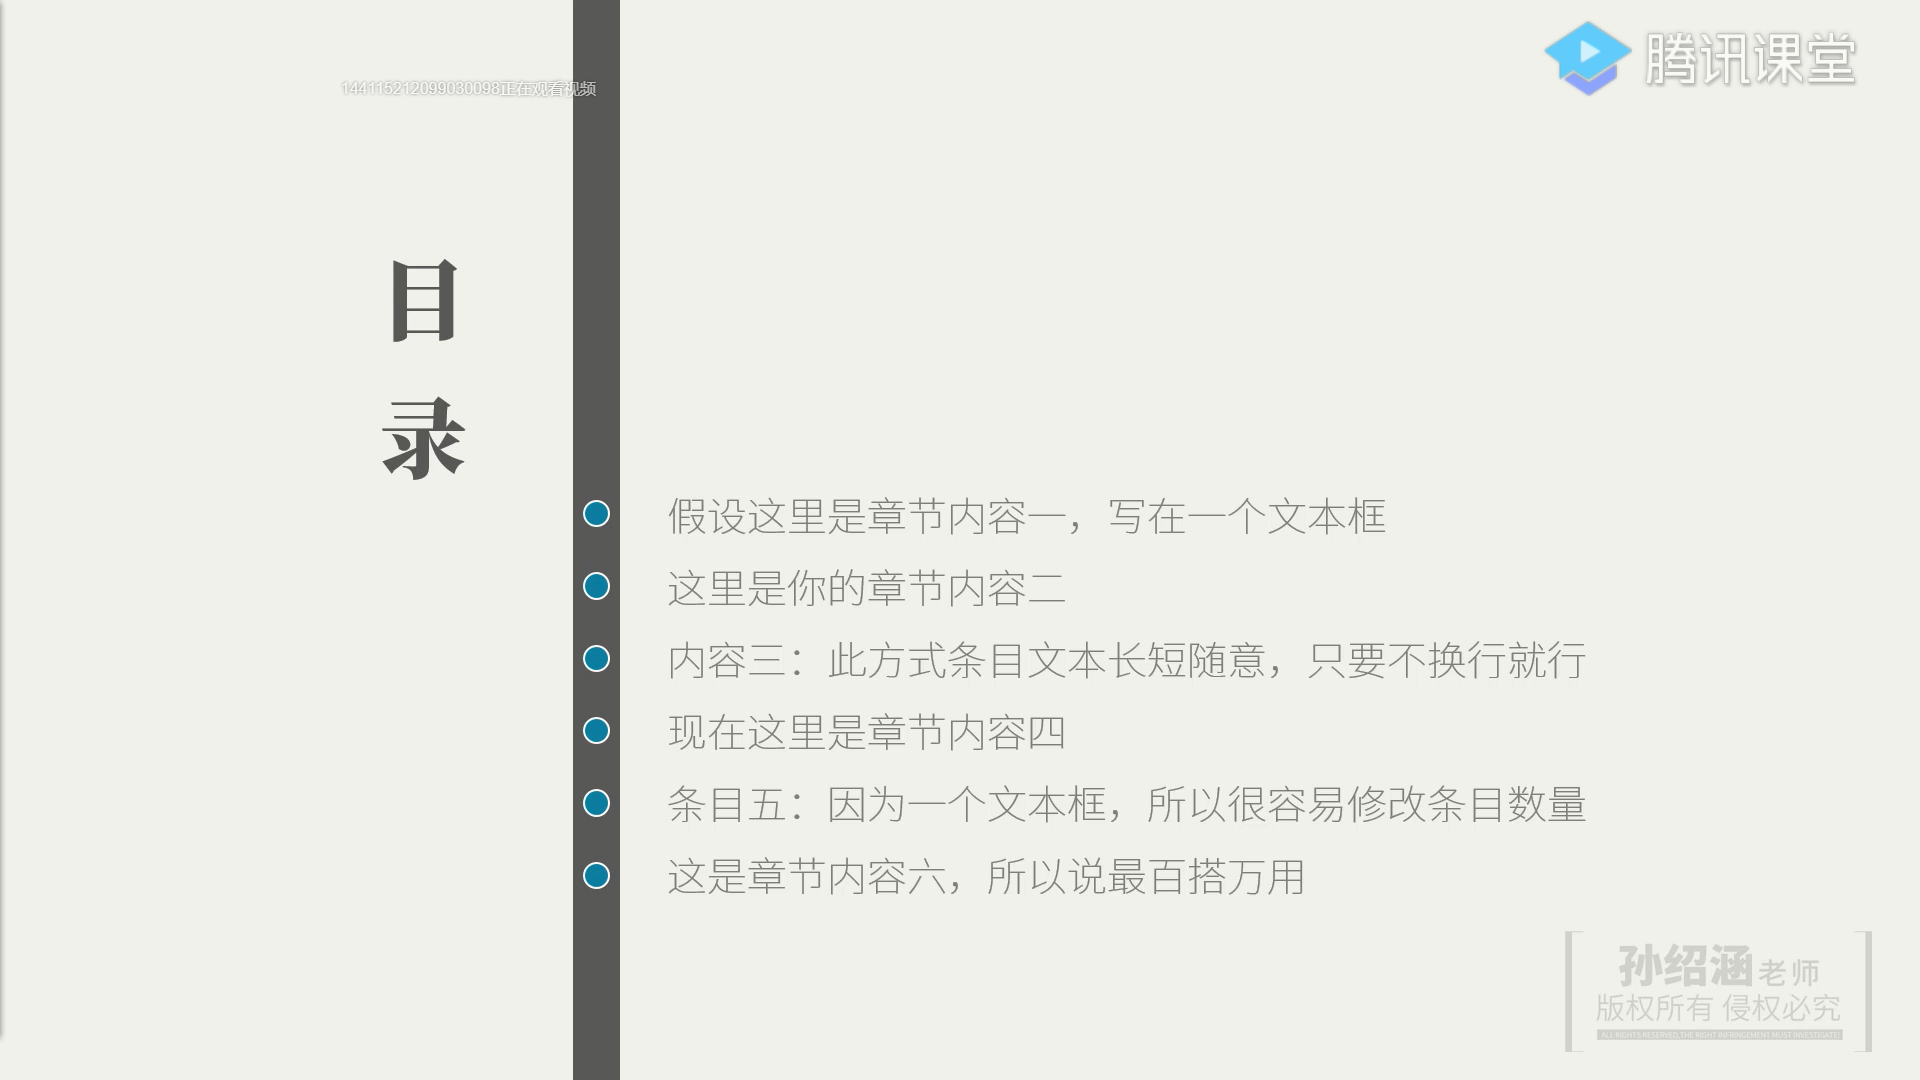 腾讯课堂
144115212099030098正在观看视频
目
录
假设这里是章节内容一，写在一个文本框
这里是你的章节内容二
内容三：此方式条目文本长短随意，只要不换行就行
现在这里是章节内容四
条目五：因为一个文本框，所以很容易修改条目数量
这是章节内容六，所以说最百搭万用
孙绍涵老师
版权所有 侵权必究
ALL RIGHTS RESERVED,THE RIGHT INFRINGEMENT MUST INVESTIGATE!